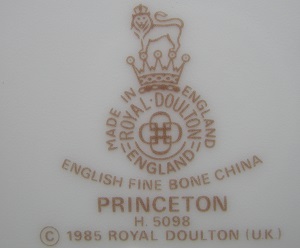 MADE IN ENGLAND
ROYAL·DOULTON
ENGLAND
ENGLISH FINE BONE CHINA
PRINCETON
H. 5098
© 1985 ROYAL DOULTON (U.K.)